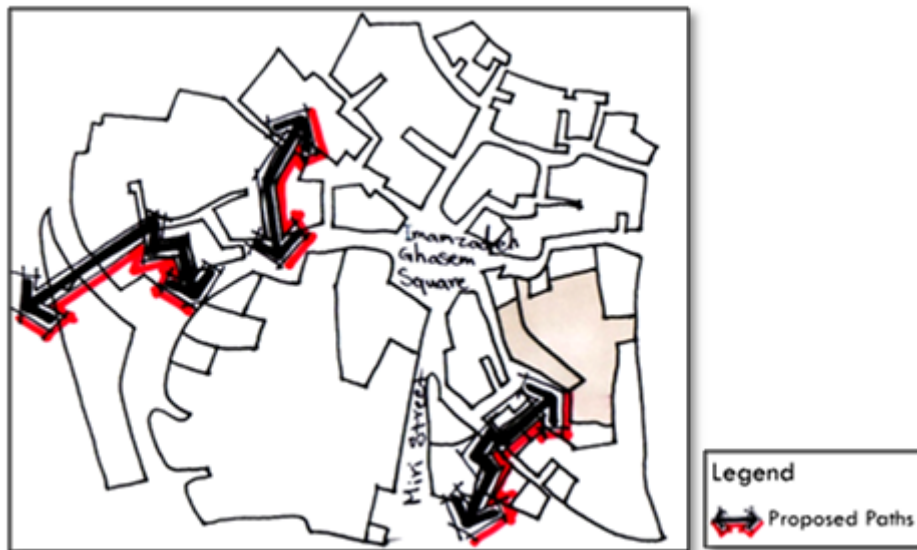 Imamzadeh
Ghasem
Square
Miri Street
Legend
Proposed Paths